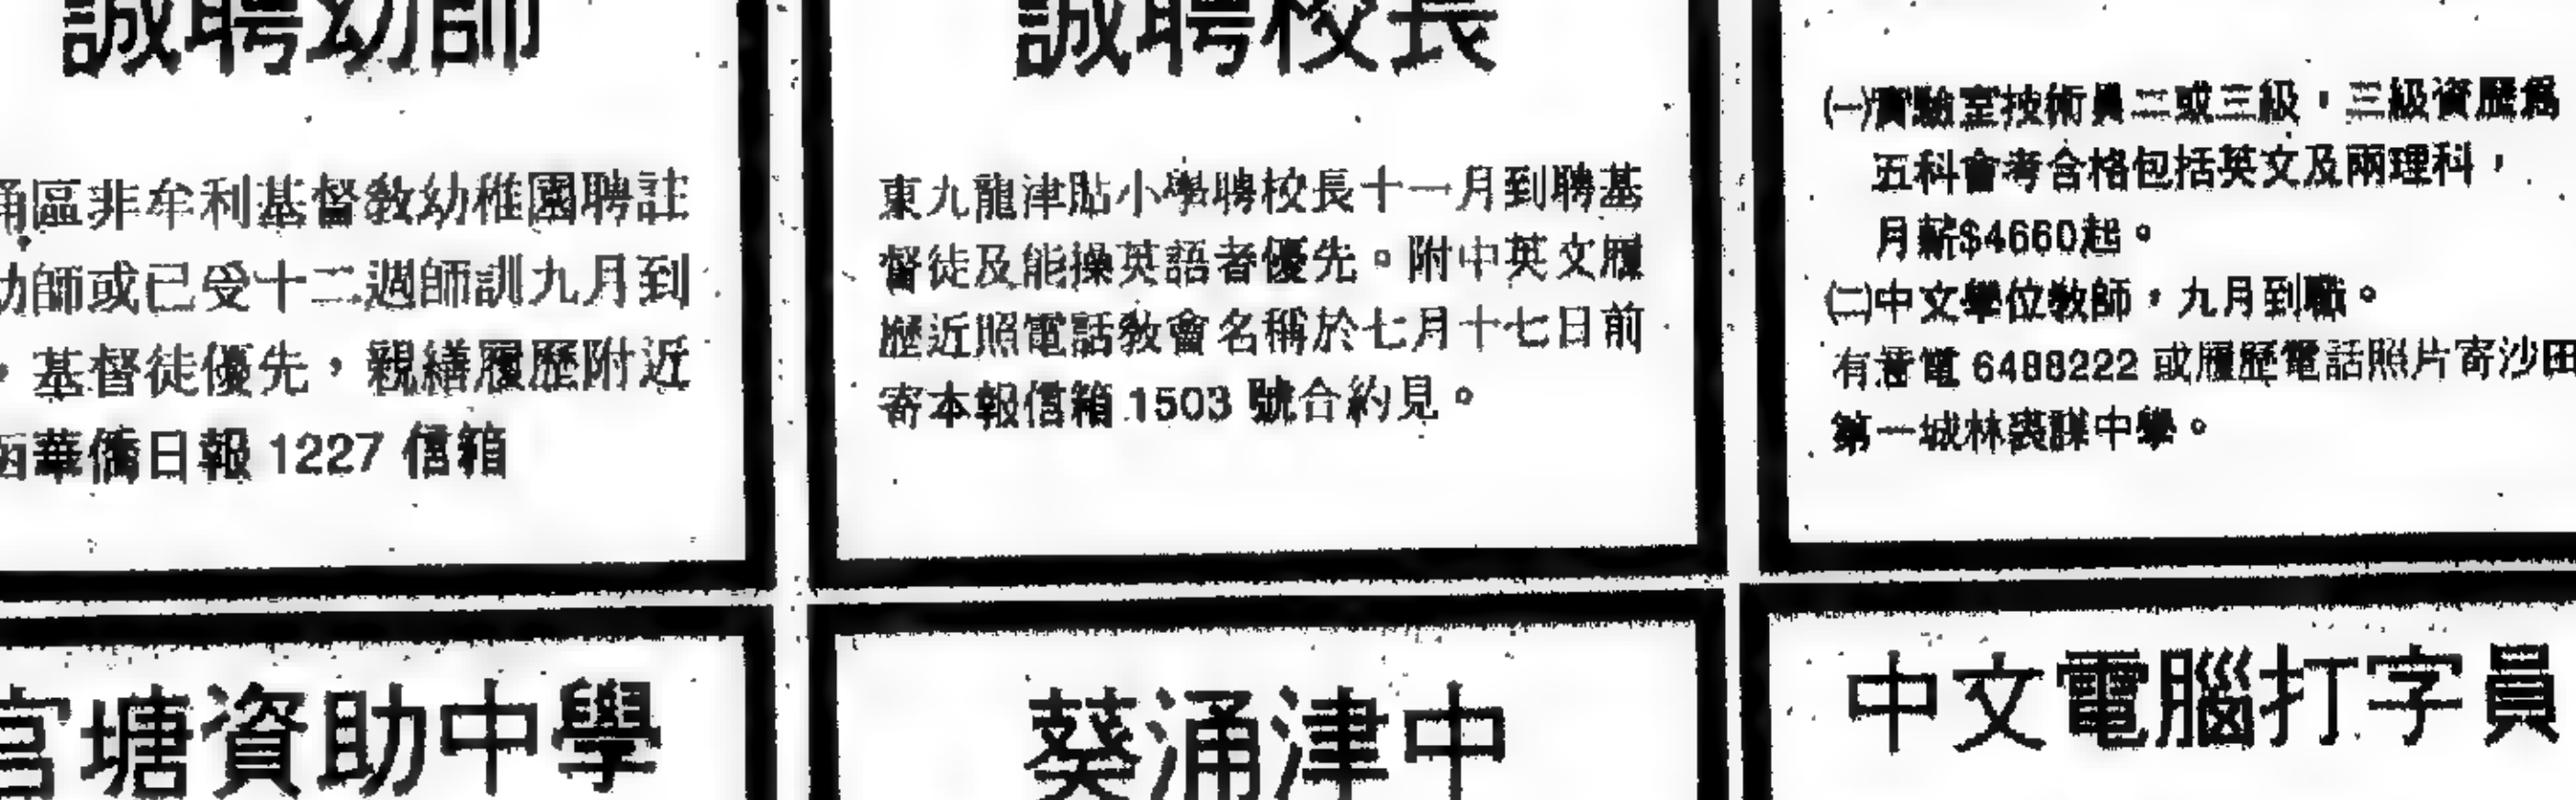 誠聘幼師
涌區非牟利基督教幼稚園聘註
幼師或已受十二週師訓九月到
，基督徒優先，親繕履歷附近
函華僑日報 1227 信箱
誠聘校長
東九龍津貼小學聘校長十一月到聘基
督徒及能操英語者優先。附中英文履
歷近照電話教會名稱於七月十七日前
寄本報信箱 1503 號合約見。
㈠實驗室技術員二或三級，三級資歷爲
五科會考合格包括英文及兩理科，
月薪$4660起。
㈡中文學位教師，九月到職。
有意電 6488222 或履歷電話照片寄沙田
第一城林裘謀中學。
官塘資助中學
葵涌津中
中文電腦打字員